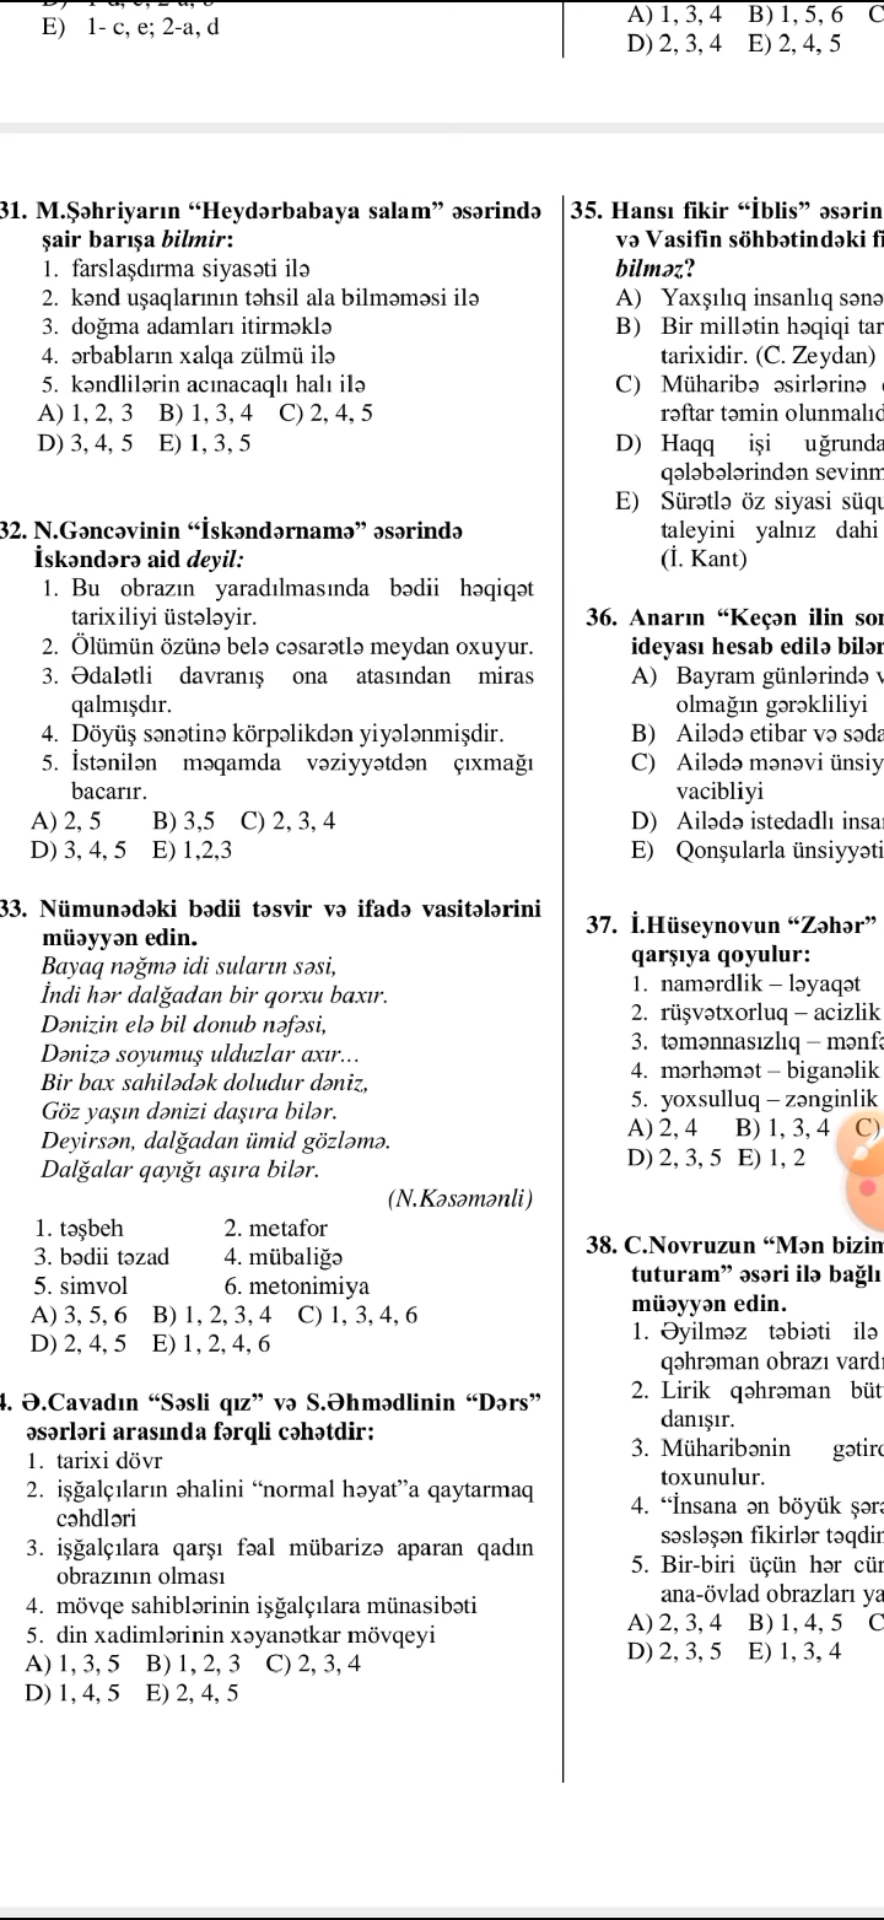 E) 1- c, e; 2-a, d
31. M.Şəhriyarın “Heydərbabaya salam” əsərində
şair barışa bilmir:
1. farslaşdırma siyasəti ilə
2. kənd uşaqlarının təhsil ala bilməməsi ilə
3. doğma adamları itirməklə
4. ərbabların xalqa zülmü ilə
5. kəndlilərin acınacaqlı halı ilə
A) 1, 2, 3 B) 1, 3, 4 C) 2, 4, 5
D) 3, 4, 5 E) 1, 3, 5
32. N.Gəncəvinin “İskəndərnamə” əsərində
İskəndərə aid deyil:
1. Bu obrazın yaradılmasında bədii həqiqət
tarixiliyi üstələyir.
2. Ölümün özünə belə cəsarətlə meydan oxuyur.
3. Ədalətli davranış ona atasından miras
qalmışdır.
4. Döyüş sənətinə körpəlikdən yiyələnmişdir.
5. İstənilən məqamda vəziyyətdən çıxmağı
bacarır.
A) 2, 5 B) 3,5 C) 2, 3, 4
D) 3, 4, 5 E) 1,2,3
33. Nümunədəki bədii təsvir və ifadə vasitələrini
müəyyən edin.
Bayaq nəğmə idi suların səsi,
İndi hər dalğadan bir qorxu baxır.
Dənizin elə bil donub nəfəsi,
Dənizə soyumuş ulduzlar axır...
Bir bax sahilədək doludur dəniz,
Göz yaşın dənizi daşıra bilər.
Deyirsən, dalğadan ümid gözləmə.
Dalğalar qayığı aşıra bilər.
(N.Kəsəmənli)
1. təşbeh 2. metafor
3. bədii təzad 4. mübaliğə
5. simvol 6. metonimiya
A) 3, 5, 6 B) 1, 2, 3, 4 C) 1, 3, 4, 6
D) 2, 4, 5 E) 1, 2, 4, 6
4. Ə.Cavadın “Səsli qız” və S.Əhmədlinin “Dərs”
əsərləri arasında fərqli cəhətdir:
1. tarixi dövr
2. işğalçıların əhalini “normal həyat”a qaytarmaq
cəhdləri
3. işğalçılara qarşı fəal mübarizə aparan qadın
obrazının olması
4. mövqe sahiblərinin işğalçılara münasibəti
5. din xadimlərinin xəyanətkar mövqeyi
A) 1, 3, 5 B) 1, 2, 3 C) 2, 3, 4
D) 1, 4, 5 E) 2, 4, 5
A) 1, 3, 4 B) 1, 5, 6 C
D) 2, 3, 4 E) 2, 4, 5
35. Hansı fikir “İblis” əsərin
və Vasifin söhbətindəki fi
bilməz?
A) Yaxşılıq insanlıq sənə
B) Bir millətin həqiqi tar
tarixidir. (C. Zeydan)
C) Müharibə əsirlərinə
rəftar təmin olunmalıd
D) Haqq işi uğrunda
qələbələrindən sevinm
E) Sürətlə öz siyasi süqu
taleyini yalnız dahi
(İ. Kant)
36. Anarın “Keçən ilin son
ideyası hesab edilə bilər
A) Bayram günlərində v
olmağın gərəkliliyi
B) Ailədə etibar və səda
C) Ailədə mənəvi ünsiy
vacibliyi
D) Ailədə istedadlı insa
E) Qonşularla ünsiyyəti
37. İ.Hüseynovun “Zəhər”
qarşıya qoyulur:
1. namərdlik – ləyaqət
2. rüşvətxorluq – acizlik
3. təmənnasızlıq – mənfə
4. mərhəmət – biganəlik
5. yoxsulluq – zənginlik
A) 2, 4 B) 1, 3, 4 C)
D) 2, 3, 5 E) 1, 2
38. C.Novruzun “Mən bizim
tuturam” əsəri ilə bağlı
müəyyən edin.
1. Əyilməz təbiəti ilə
qəhrəman obrazı vardı
2. Lirik qəhrəman büt
danışır.
3. Müharibənin gətird
toxunulur.
4. “İnsana ən böyük şərə
səsləşən fikirlər təqdim
5. Bir-biri üçün hər cür
ana-övlad obrazları ya
A) 2, 3, 4 B) 1, 4, 5 C
D) 2, 3, 5 E) 1, 3, 4